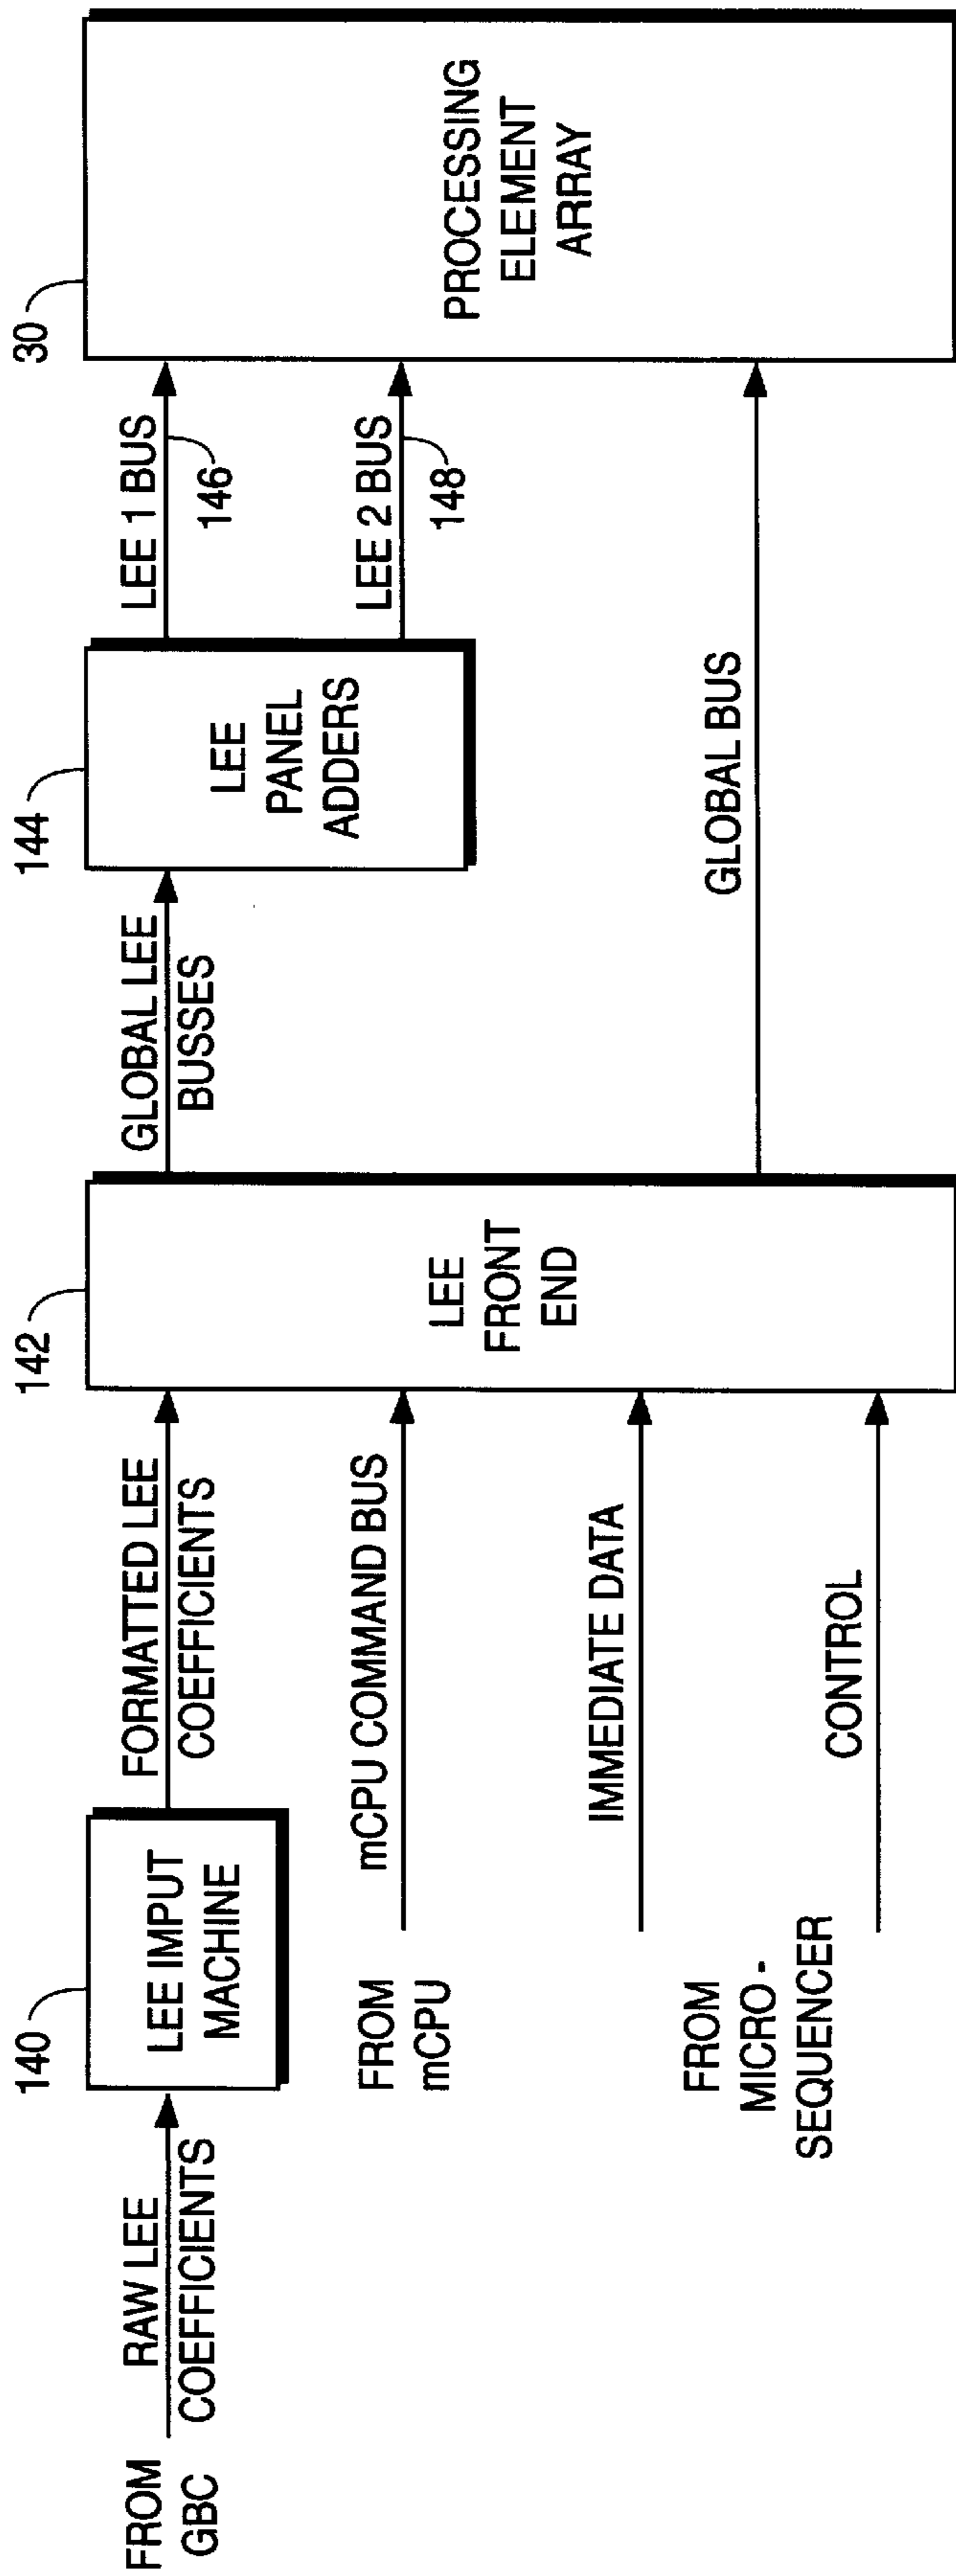 FROM
GBC
RAW LEE
COEFFICIENTS
140
LEE IMPUT
MACHINE
FORMATTED LEE
COEFFICIENTS
FROM
mCPU
mCPU COMMAND BUS
IMMEDIATE DATA
FROM
MICRO-
SEQUENCER
CONTROL
142
LEE
FRONT
END
GLOBAL LEE
BUSSES
144
LEE
PANEL
ADDERS
LEE 1 BUS
146
LEE 2 BUS
148
GLOBAL BUS
30
PROCESSING
ELEMENT
ARRAY